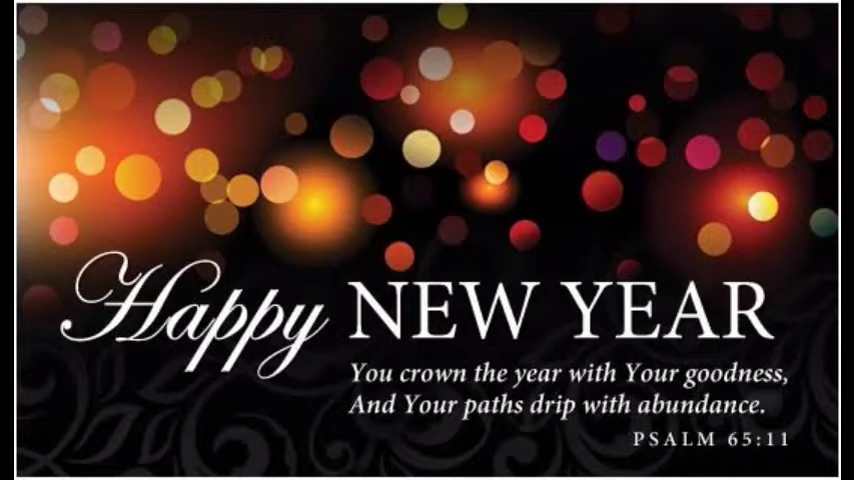 Happy NEW YEAR
You crown the year with Your goodness,
And Your paths drip with abundance.
PSALM 65:11